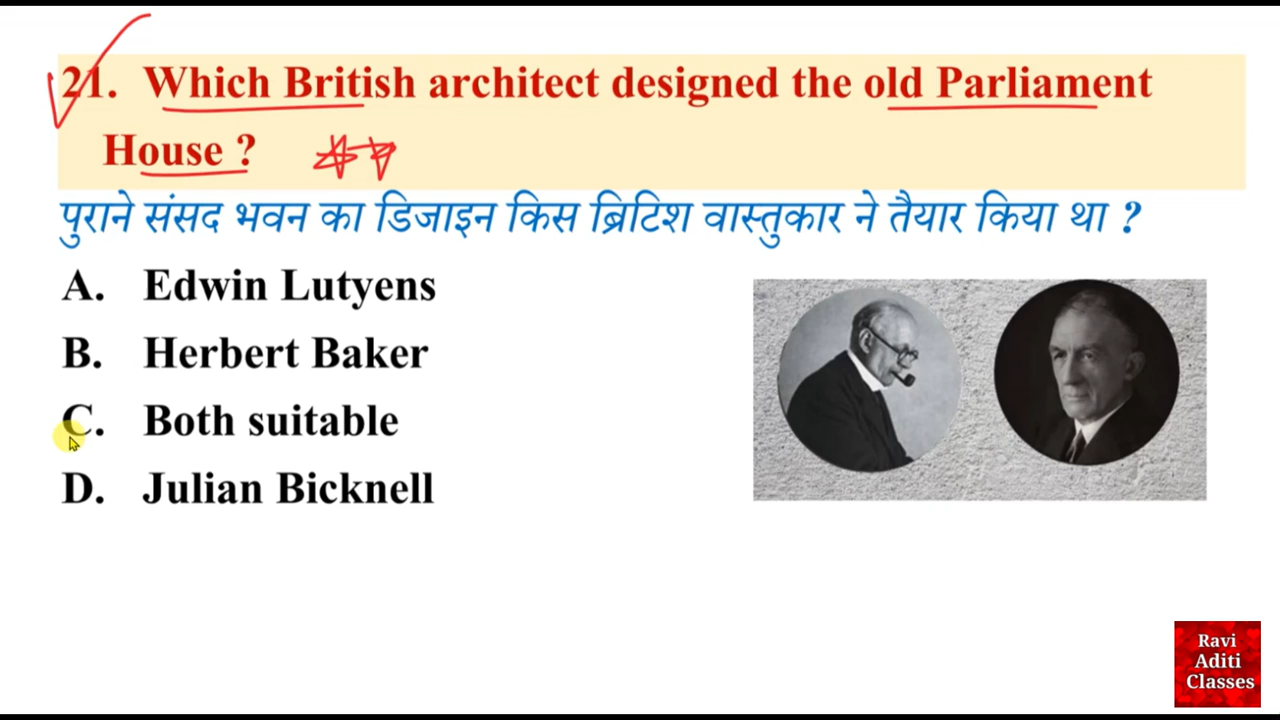 21. Which British architect designed the old Parliament
House ?
पुराने संसद भवन का डिजाइन किस ब्रिटिश वास्तुकार ने तैयार किया था ?
A. Edwin Lutyens
B. Herbert Baker
C. Both suitable
D. Julian Bicknell
Ravi
Aditi
Classes